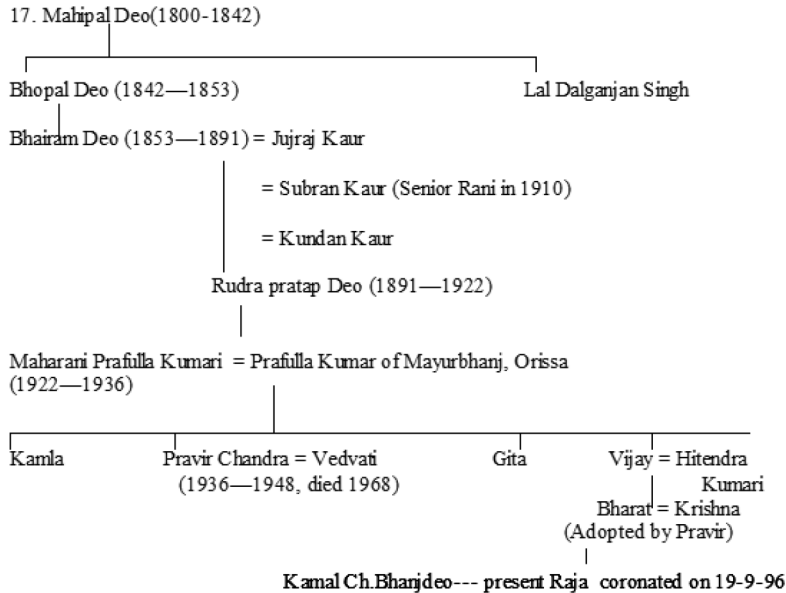 17. Mahipal Deo(1800-1842)
Bhopal Deo (1842—1853) Lal Dalganjan Singh
Bhairam Deo (1853—1891) = Jujraj Kaur
= Subran Kaur (Senior Rani in 1910)
= Kundan Kaur
Rudra pratap Deo (1891—1922)
Maharani Prafulla Kumari = Prafulla Kumar of Mayurbhanj, Orissa
(1922—1936)
Kamla Pravir Chandra = Vedvati Gita Vijay = Hitendra
(1936—1948, died 1968) Kumari
Bharat = Krishna
(Adopted by Pravir)
Kamal Ch.Bhanjdeo--- present Raja coronated on 19-9-96